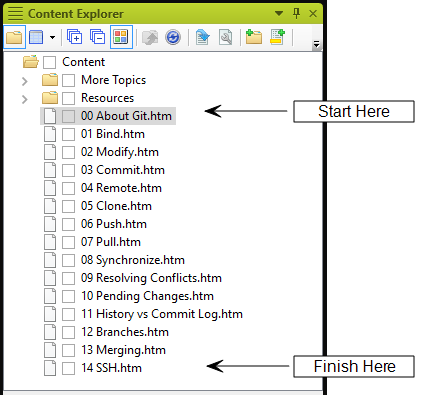 Content Explorer
Content
More Topics
Resources
00 About Git.htm
Start Here
01 Bind.htm
02 Modify.htm
03 Commit.htm
04 Remote.htm
05 Clone.htm
06 Push.htm
07 Pull.htm
08 Synchronize.htm
09 Resolving Conflicts.htm
10 Pending Changes.htm
11 History vs Commit Log.htm
12 Branches.htm
13 Merging.htm
14 SSH.htm
Finish Here